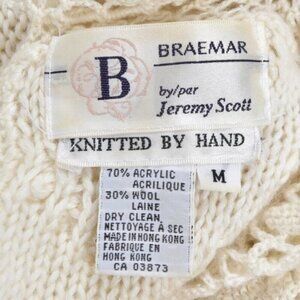 B
BRAEMAR
by/par
Jeremy Scott
KNITTED BY HAND
70% ACRYLIC
ACRILIQUE
30% WOOL
LAINE
DRY CLEAN
NETTOYAGE À SEC
MADE IN HONG KONG
FABRIQUE EN
HONG KONG
CA 03873
M